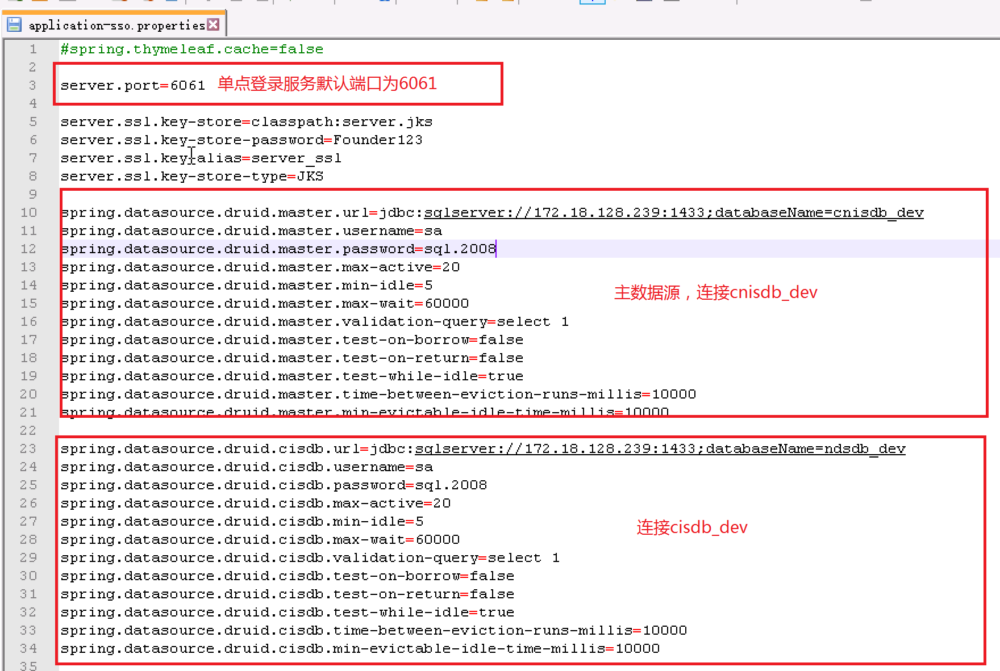 application-sso.properties
1 #spring.thymeleaf.cache=false
2
3 server.port=6061 单点登录服务默认端口为6061
4
5 server.ssl.key-store=classpath:server.jks
6 server.ssl.key-store-password=Founder123
7 server.ssl.key-alias=server_ssl
8 server.ssl.key-store-type=JKS
9
10 spring.datasource.druid.master.url=jdbc:sqlserver://172.18.128.239:1433;databaseName=cnisdb_dev
11 spring.datasource.druid.master.username=sa
12 spring.datasource.druid.master.password=sql.2008
13 spring.datasource.druid.master.max-active=20
14 spring.datasource.druid.master.min-idle=5
主数据源，连接cnisdb_dev
15 spring.datasource.druid.master.max-wait=60000
16 spring.datasource.druid.master.validation-query=select 1
17 spring.datasource.druid.master.test-on-borrow=false
18 spring.datasource.druid.master.test-on-return=false
19 spring.datasource.druid.master.test-while-idle=true
20 spring.datasource.druid.master.time-between-eviction-runs-millis=10000
21 spring.datasource.druid.master.min-evictable-idle-time-millis=10000
22
23 spring.datasource.druid.cisdb.url=jdbc:sqlserver://172.18.128.239:1433;databaseName=ndsdb_dev
24 spring.datasource.druid.cisdb.username=sa
25 spring.datasource.druid.cisdb.password=sql.2008
26 spring.datasource.druid.cisdb.max-active=20
27 spring.datasource.druid.cisdb.min-idle=5
连接cisdb_dev
28 spring.datasource.druid.cisdb.max-wait=60000
29 spring.datasource.druid.cisdb.validation-query=select 1
30 spring.datasource.druid.cisdb.test-on-borrow=false
31 spring.datasource.druid.cisdb.test-on-return=false
32 spring.datasource.druid.cisdb.test-while-idle=true
33 spring.datasource.druid.cisdb.time-between-eviction-runs-millis=10000
34 spring.datasource.druid.cisdb.min-evictable-idle-time-millis=10000
35